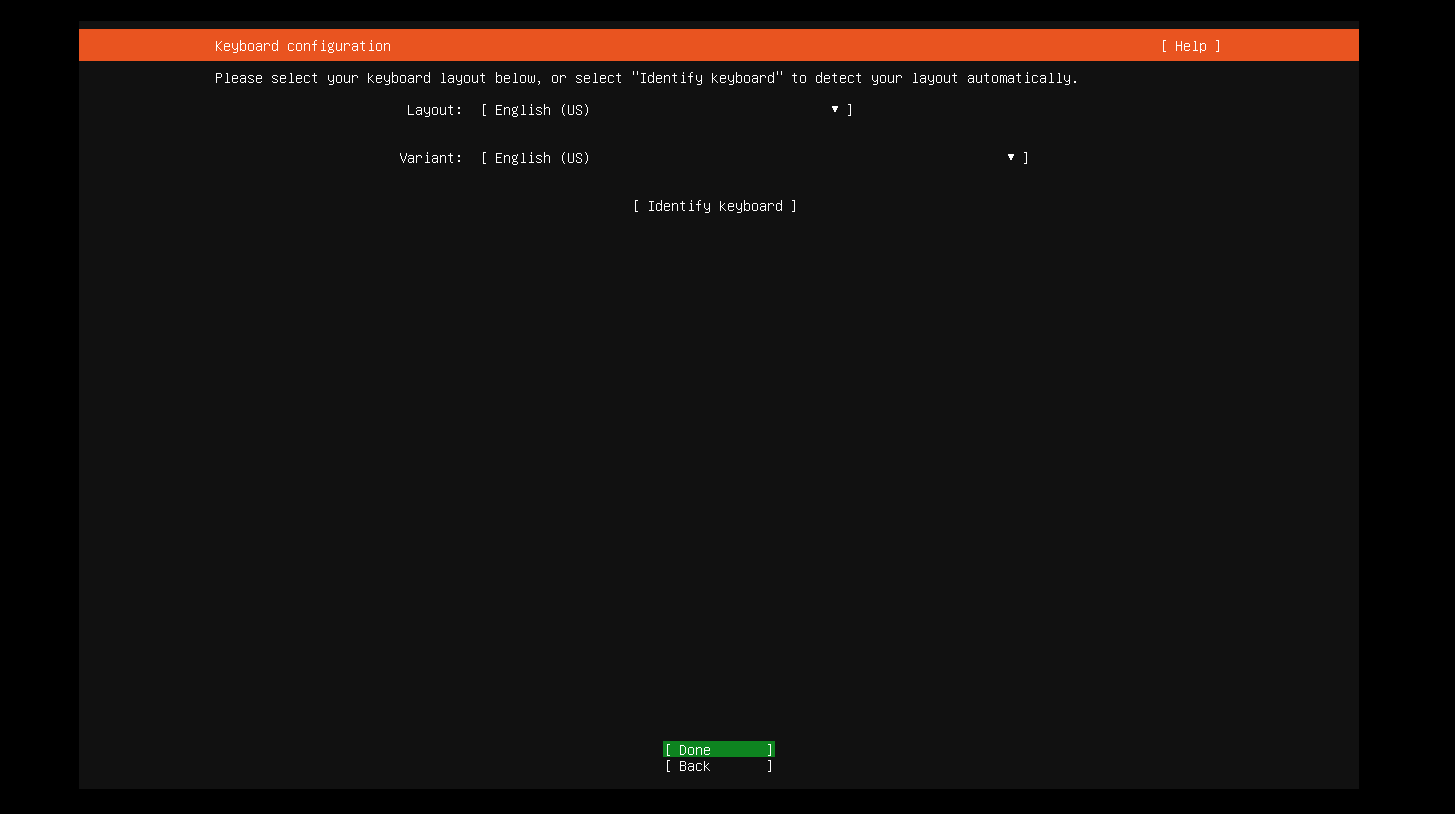 Keyboard configuration [ Help ]
Please select your keyboard layout below, or select "Identify keyboard" to detect your layout automatically.
Layout: [ English (US) ▼ ]
Variant: [ English (US) ▼ ]
[ Identify keyboard ]
[ Done ]
[ Back ]